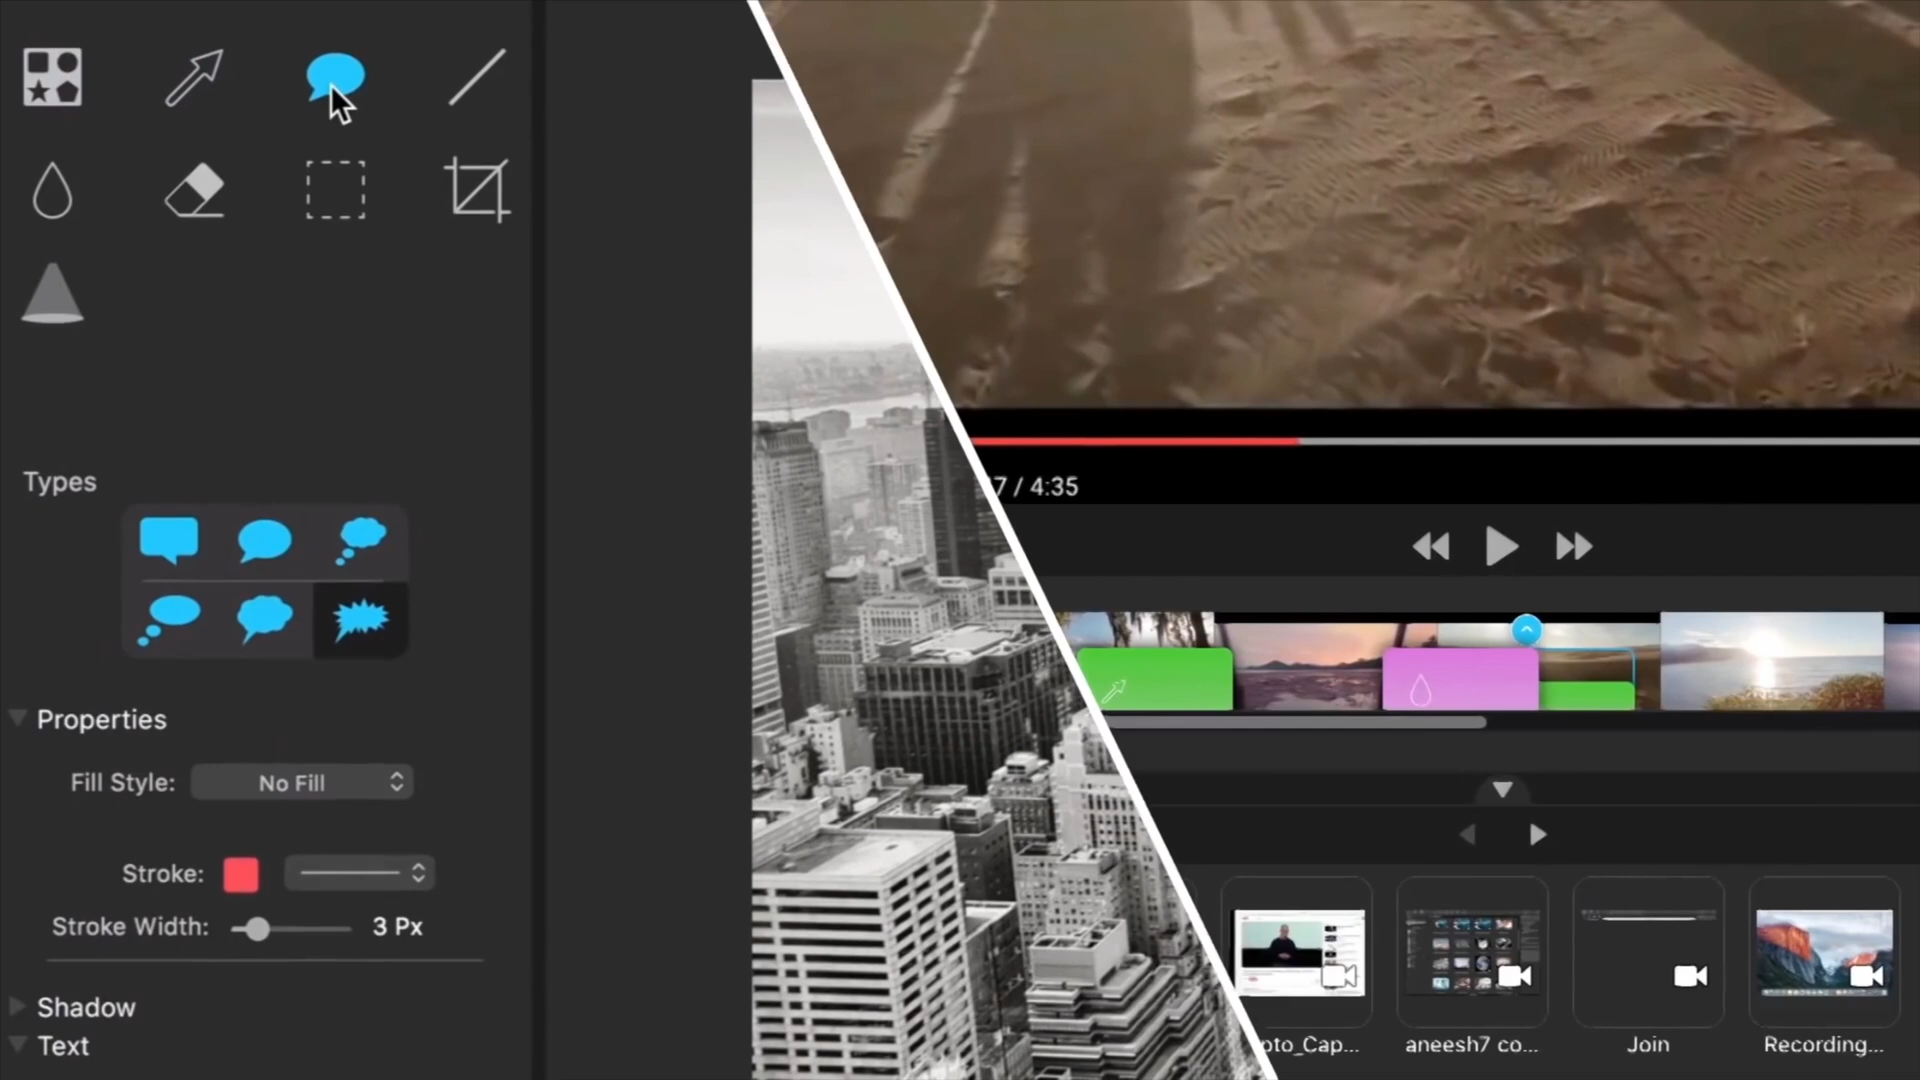 Types
Properties
Fill Style: No Fill
Stroke:
Stroke Width: 3 Px
Shadow
Text
7 / 4:35
pto_Cap...
aneesh7 co...
Join
Recording...